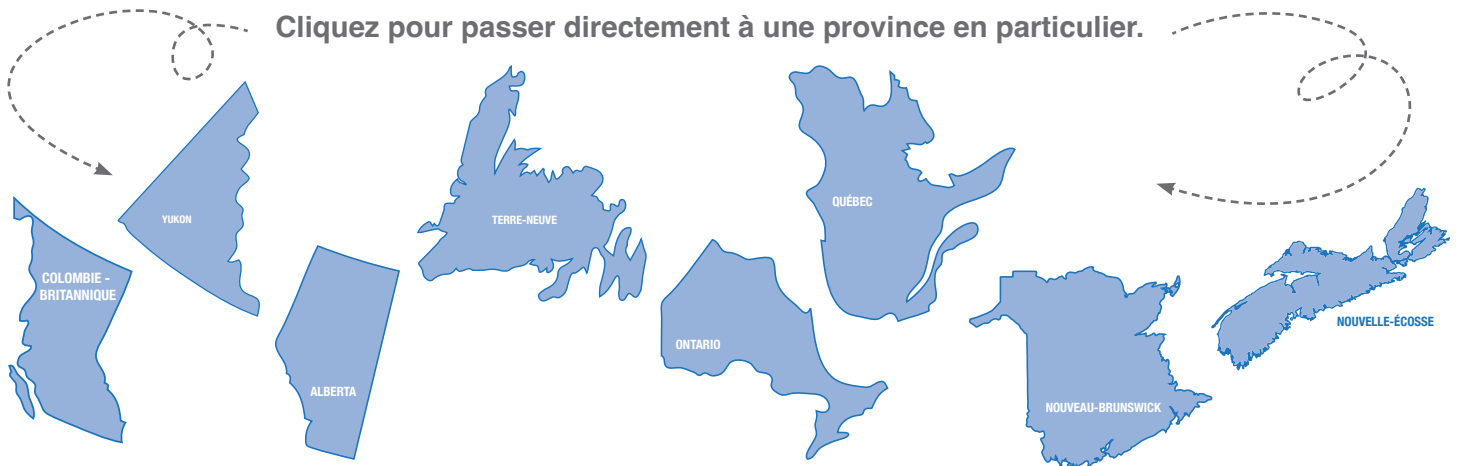 Cliquez pour passer directement à une province en particulier.
YUKON
TERRE-NEUVE
QUÉBEC
COLOMBIE -
BRITANNIQUE
ALBERTA
ONTARIO
NOUVEAU-BRUNSWICK
NOUVELLE-ÉCOSSE